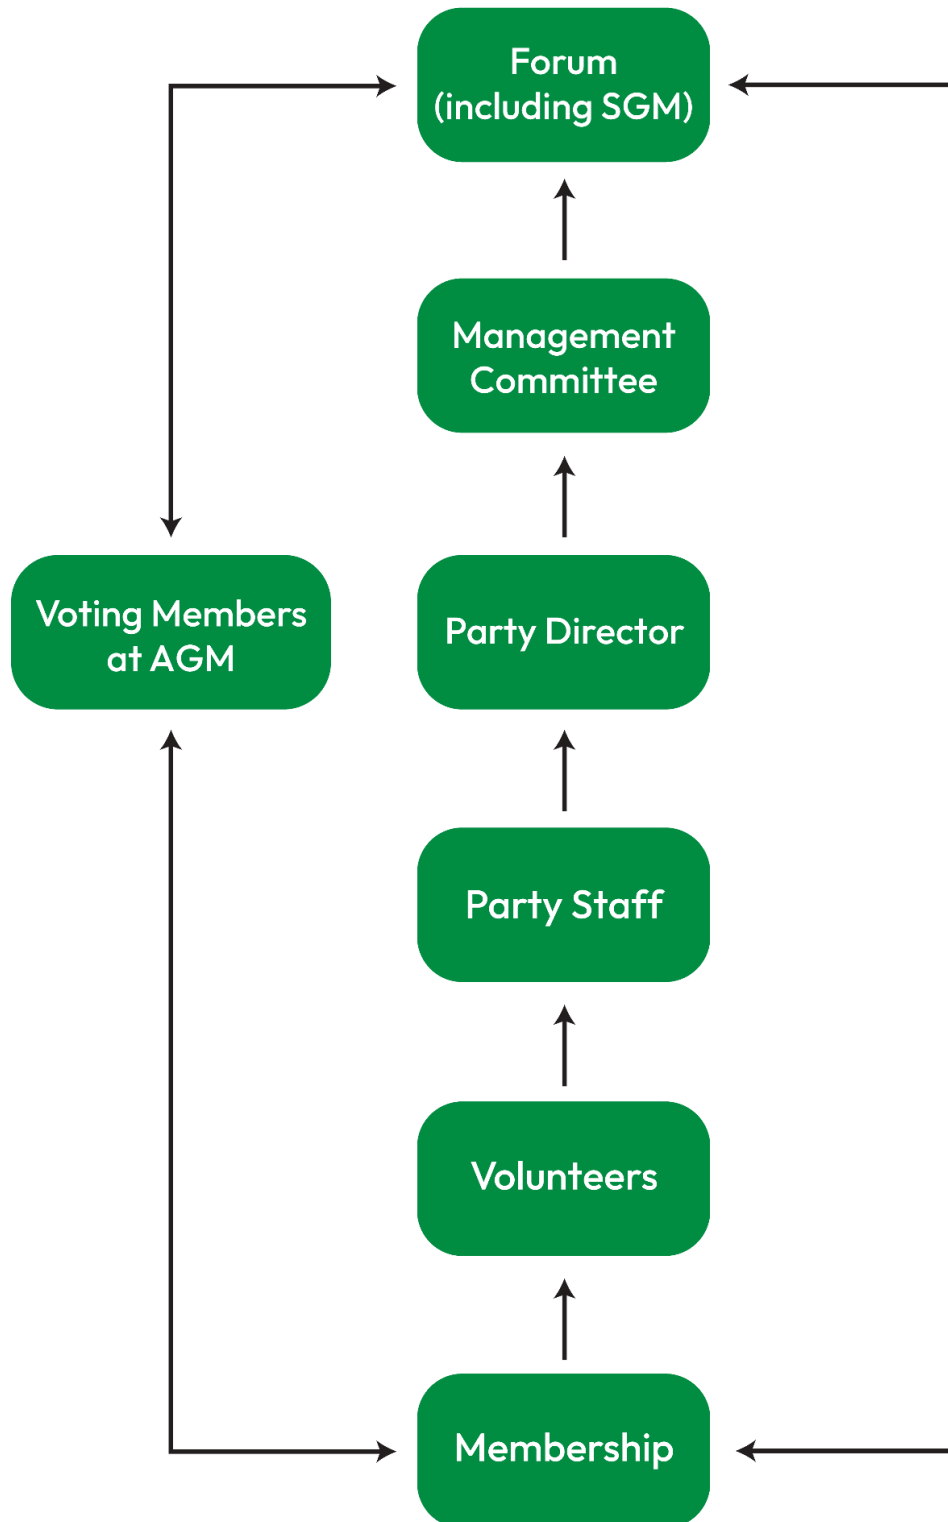 Forum
(including SGM)
Management
Committee
Voting Members
at AGM
Party Director
Party Staff
Volunteers
Membership